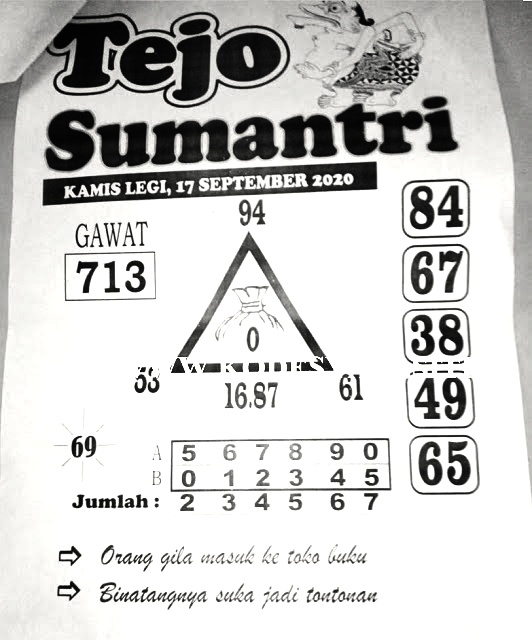 Tejo
Sumantri
KAMIS LEGI, 17 SEPTEMBER 2020
94
84
GAWAT
713
67
0
38
16.87
61
49
69
A 5 6 7 8 9 0
B 0 1 2 3 4 5
65
Jumlah : 2 3 4 5 6 7
Orang gila masuk ke toko buku
Binatangnya suka jadi tontonan